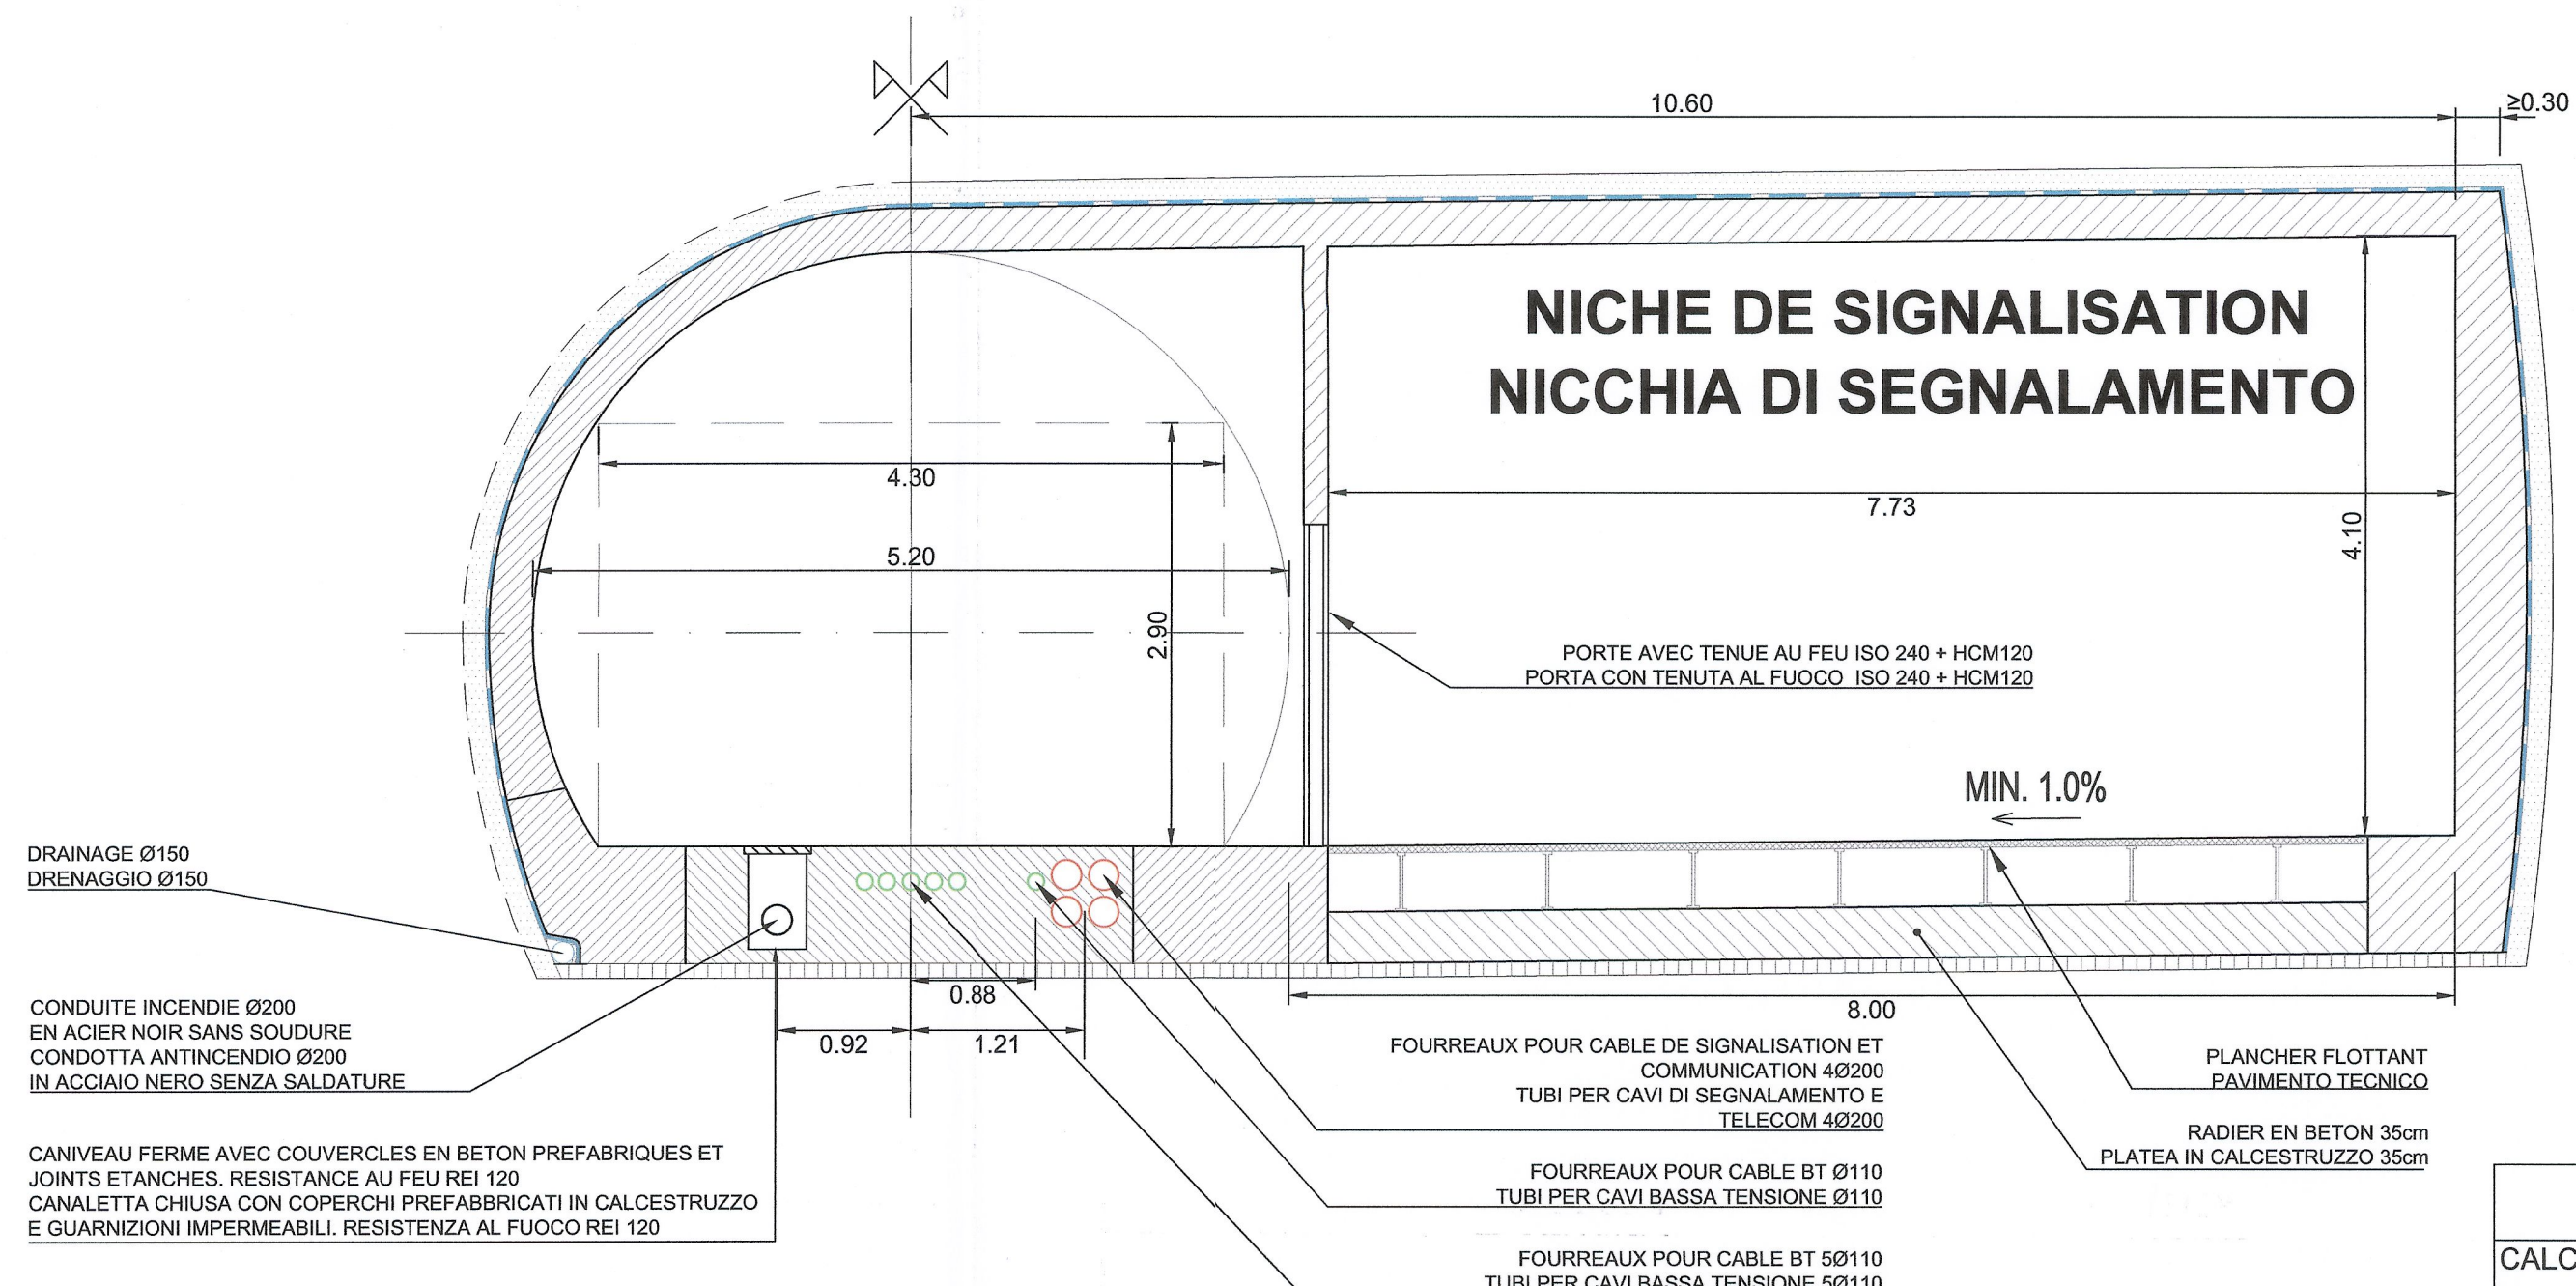 10.60
≥0.30
NICHE DE SIGNALISATION
NICCHIA DI SEGNALAMENTO
4.30
7.73
4.10
5.20
2.90
PORTE AVEC TENUE AU FEU ISO 240 + HCM120
PORTA CON TENUTA AL FUOCO ISO 240 + HCM120
MIN. 1.0%
DRAINAGE Ø150
DRENAGGIO Ø150
0.88
8.00
0.92
1.21
CONDUITE INCENDIE Ø200
EN ACIER NOIR SANS SOUDURE
CONDOTTA ANTINCENDIO Ø200
IN ACCIAIO NERO SENZA SALDATURE
FOURREAUX POUR CABLE DE SIGNALISATION ET
COMMUNICATION 4Ø200
TUBI PER CAVI DI SEGNALAMENTO E
TELECOM 4Ø200
PLANCHER FLOTTANT
PAVIMENTO TECNICO
RADIER EN BETON 35cm
PLATEA IN CALCESTRUZZO 35cm
CANIVEAU FERME AVEC COUVERCLES EN BETON PREFABRIQUES ET
JOINTS ETANCHES. RESISTANCE AU FEU REI 120
CANALETTA CHIUSA CON COPERCHI PREFABBRICATI IN CALCESTRUZZO
E GUARNIZIONI IMPERMEABILI. RESISTENZA AL FUOCO REI 120
FOURREAUX POUR CABLE BT Ø110
TUBI PER CAVI BASSA TENSIONE Ø110
FOURREAUX POUR CABLE BT 5Ø110
TUBI PER CAVI BASSA TENSIONE 5Ø110
CALC